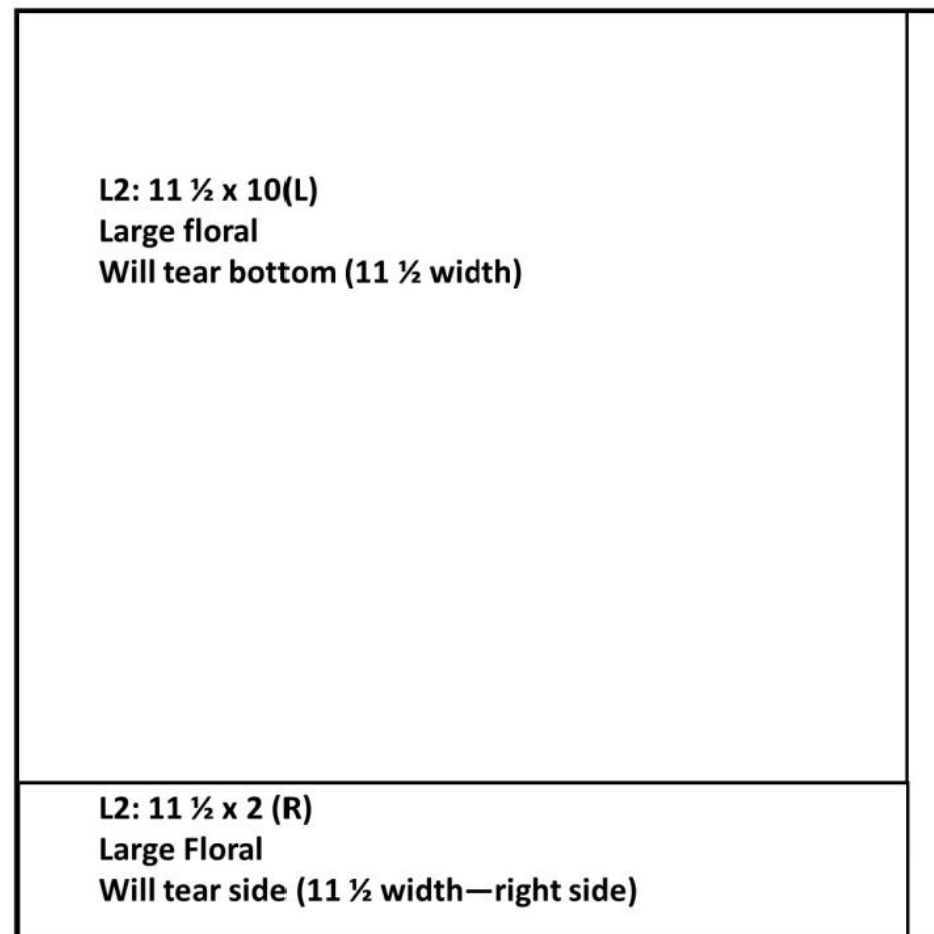 L2: 11 ½ x 10(L)
Large floral
Will tear bottom (11 ½ width)
L2: 11 ½ x 2 (R)
Large Floral
Will tear side (11 ½ width—right side)